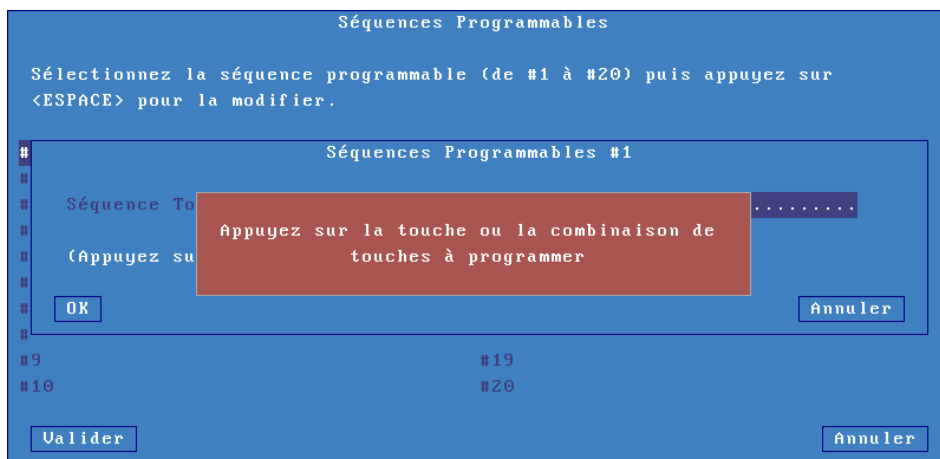 Séquences Programmables
Sélectionnez la séquence programmable (de #1 à #20) puis appuyez sur
<ESPACE> pour la modifier.
#
Séquences Programmables #1
#
# Séquence To .........
#
Appuyez sur la touche ou la combinaison de
touches à programmer
# (Appuyez su
#
# OK Annuler
#
#9 #19
#10 #20
Valider Annuler